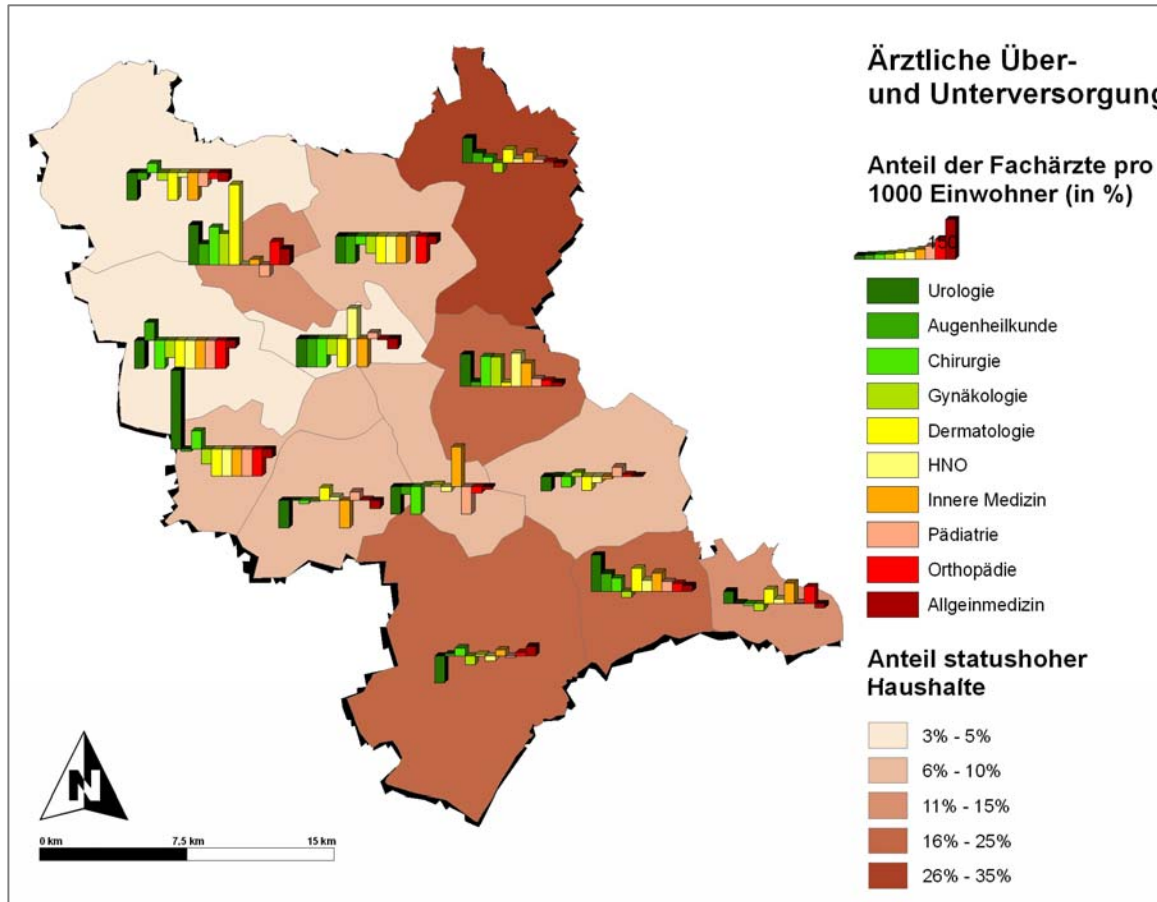 Ärztliche Über-
und Unterversorgung
Anteil der Fachärzte pro
1000 Einwohner (in %)
130
Urologie
Augenheilkunde
Chirurgie
Gynäkologie
Dermatologie
HNO
Innere Medizin
Pädiatrie
Orthopädie
Allgeinmedizin
Anteil statushoher
Haushalte
3% - 5%
6% - 10%
11% - 15%
16% - 25%
26% - 35%
N
0 km 7,5 km 15 km